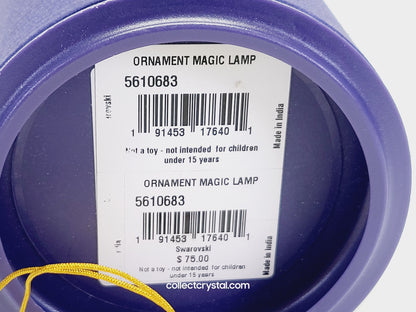 ORNAMENT MAGIC LAMP
5610683
1 91453 17640 1
Made in India
Not a toy - not intended for children
under 15 years
ORNAMENT MAGIC LAMP
5610683
1 91453 17640 1
Made in India
Swarovski
$ 75.00
Not a toy - not intended for children
under 15 years
collectcrystal.com